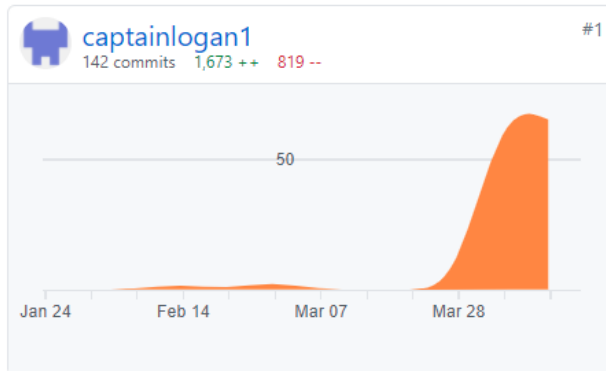 captainlogan1
#1
142 commits 1,673 ++ 819 --
50
Jan 24 Feb 14 Mar 07 Mar 28